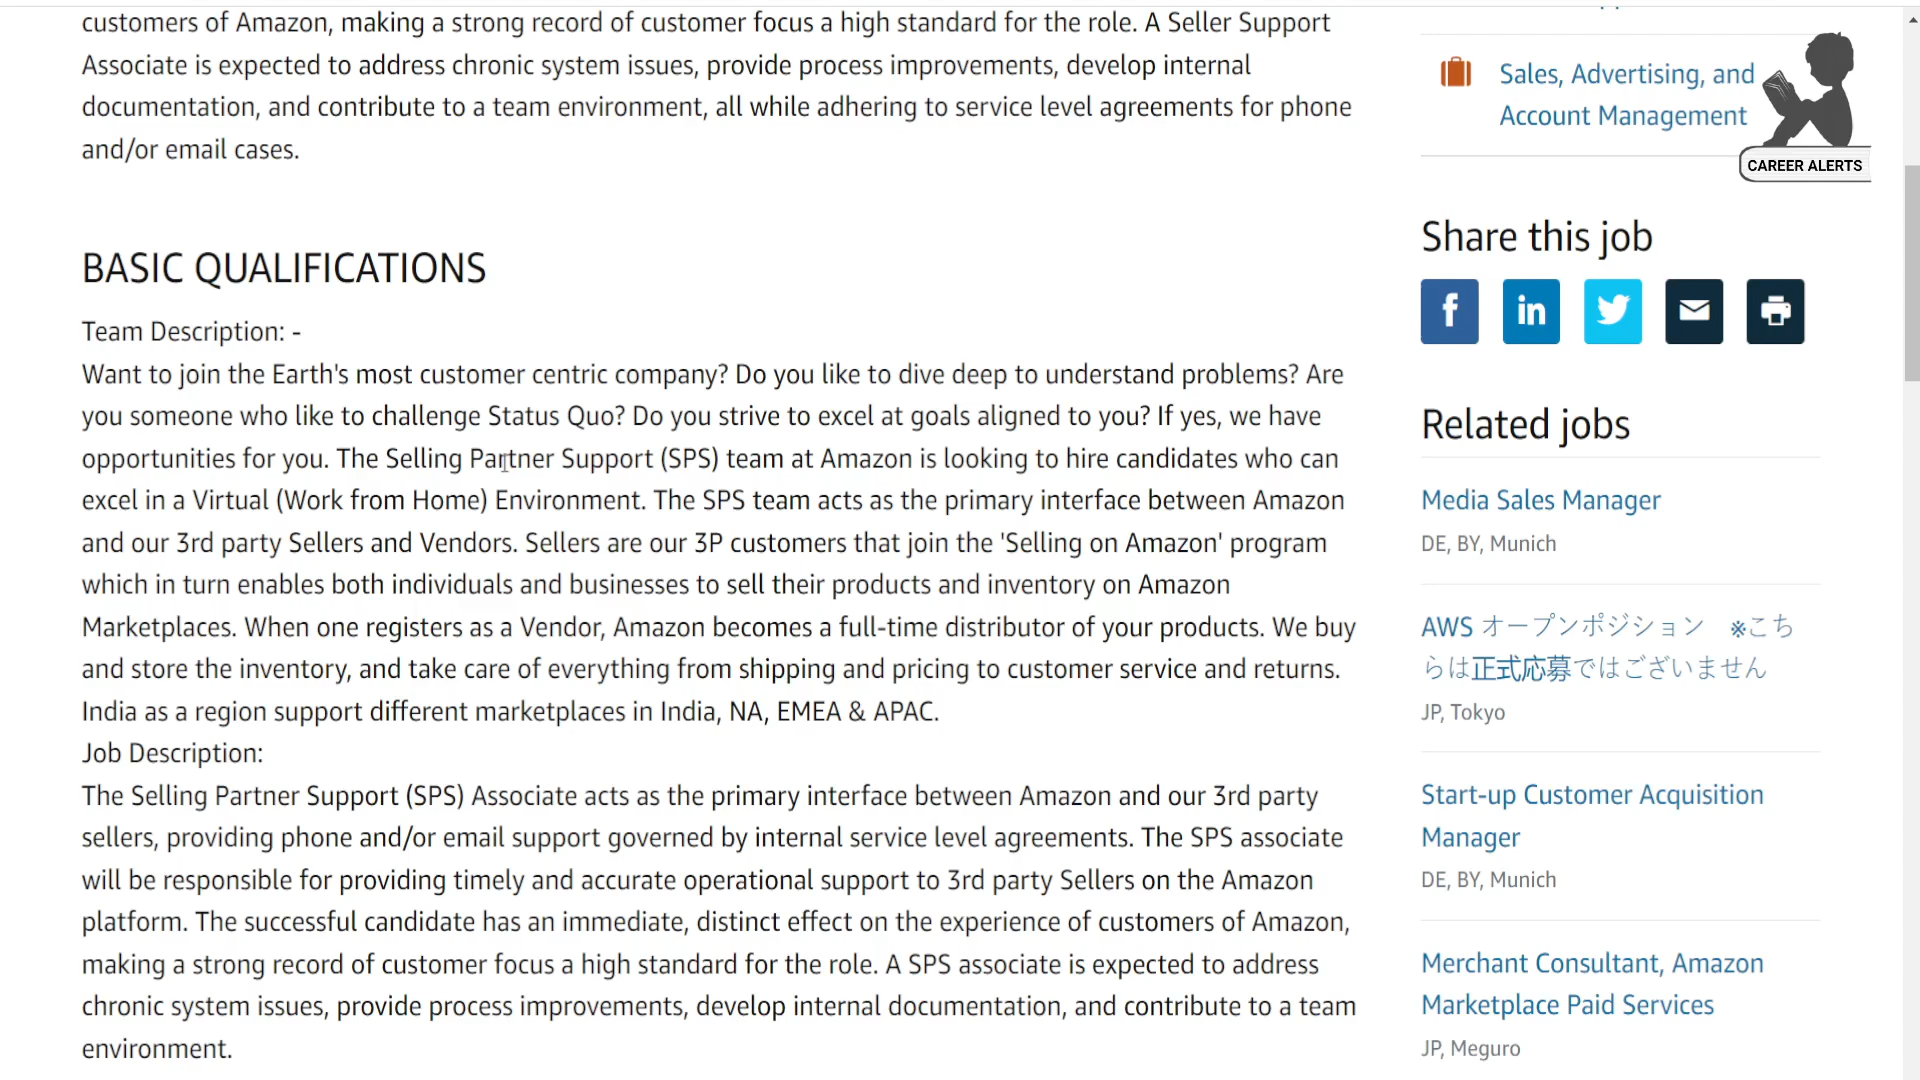 customers of Amazon, making a strong record of customer focus a high standard for the role. A Seller Support
Associate is expected to address chronic system issues, provide process improvements, develop internal
documentation, and contribute to a team environment, all while adhering to service level agreements for phone
and/or email cases.
BASIC QUALIFICATIONS
Team Description: -
Want to join the Earth's most customer centric company? Do you like to dive deep to understand problems? Are
you someone who like to challenge Status Quo? Do you strive to excel at goals aligned to you? If yes, we have
opportunities for you. The Selling Partner Support (SPS) team at Amazon is looking to hire candidates who can
excel in a Virtual (Work from Home) Environment. The SPS team acts as the primary interface between Amazon
and our 3rd party Sellers and Vendors. Sellers are our 3P customers that join the 'Selling on Amazon' program
which in turn enables both individuals and businesses to sell their products and inventory on Amazon
Marketplaces. When one registers as a Vendor, Amazon becomes a full-time distributor of your products. We buy
and store the inventory, and take care of everything from shipping and pricing to customer service and returns.
India as a region support different marketplaces in India, NA, EMEA & APAC.
Job Description:
The Selling Partner Support (SPS) Associate acts as the primary interface between Amazon and our 3rd party
sellers, providing phone and/or email support governed by internal service level agreements. The SPS associate
will be responsible for providing timely and accurate operational support to 3rd party Sellers on the Amazon
platform. The successful candidate has an immediate, distinct effect on the experience of customers of Amazon,
making a strong record of customer focus a high standard for the role. A SPS associate is expected to address
chronic system issues, provide process improvements, develop internal documentation, and contribute to a team
environment.
Sales, Advertising, and
Account Management
CAREER ALERTS
Share this job
Related jobs
Media Sales Manager
DE, BY, Munich
AWS オープンポジション　※こち
らは正式応募ではございません
JP, Tokyo
Start-up Customer Acquisition
Manager
DE, BY, Munich
Merchant Consultant, Amazon
Marketplace Paid Services
JP, Meguro